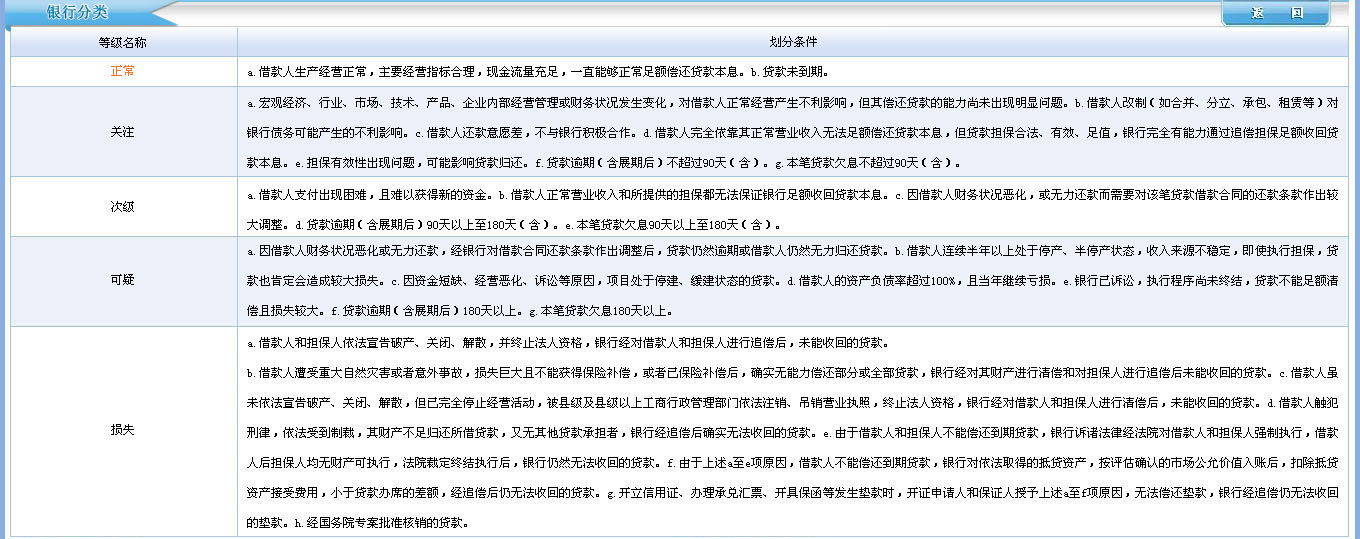 银行分类
返 回
等级名称
划分条件
正常
a.借款人生产经营正常，主要经营指标合理，现金流量充足，一直能够正常足额偿还贷款本息。b.贷款未到期。
关注
a.宏观经济、行业、市场、技术、产品、企业内部经营管理或财务状况发生变化，对借款人正常经营产生不利影响，但其偿还贷款的能力尚未出现明显问题。b.借款人改制（如合并、分立、承包、租赁等）对
银行债务可能产生的不利影响。c.借款人还款意愿差，不与银行积极合作。d.借款人完全依靠其正常营业收入无法足额偿还贷款本息，但贷款担保合法、有效、足值，银行完全有能力通过追偿担保足额收回贷
款本息。e.担保有效性出现问题，可能影响贷款归还。f.贷款逾期（含展期后）不超过90天（含）。g.本笔贷款欠息不超过90天（含）。
次级
a.借款人支付出现困难，且难以获得新的资金。b.借款人正常营业收入和所提供的担保都无法保证银行足额收回贷款本息。c.因借款人财务状况恶化，或无力还款而需要对该笔贷款借款合同的还款条款作出较
大调整。d.贷款逾期（含展期后）90天以上至180天（含）。e.本笔贷款欠息90天以上至180天（含）。
可疑
a.因借款人财务状况恶化或无力还款，经银行对借款合同还款条款作出调整后，贷款仍然逾期或借款人仍然无力归还贷款。b.借款人连续半年以上处于停产、半停产状态，收入来源不稳定，即使执行担保，贷
款也肯定会造成较大损失。c.因资金短缺、经营恶化、诉讼等原因，项目处于停建、缓建状态的贷款。d.借款人的资产负债率超过100%，且当年继续亏损。e.银行已诉讼，执行程序尚未终结，贷款不能足额清
偿且损失较大。f.贷款逾期（含展期后）180天以上。g.本笔贷款欠息180天以上。
损失
a.借款人和担保人依法宣告破产、关闭、解散，并终止法人资格，银行经对借款人和担保人进行追偿后，未能收回的贷款。
b.借款人遭受重大自然灾害或者意外事故，损失巨大且不能获得保险补偿，或者已保险补偿后，确实无能力偿还部分或全部贷款，银行经对其财产进行清偿和对担保人进行追偿后未能收回的贷款。c.借款人虽
未依法宣告破产、关闭、解散，但已完全停止经营活动，被县级及县级以上工商行政管理部门依法注销、吊销营业执照，终止法人资格，银行经对借款人和担保人进行清偿后，未能收回的贷款。d.借款人触犯
刑律，依法受到制裁，其财产不足归还所借贷款，又无其他贷款承担者，银行经追偿后确实无法收回的贷款。e.由于借款人和担保人不能偿还到期贷款，银行诉诸法律经法院对借款人和担保人强制执行，借款
人后担保人均无财产可执行，法院裁定终结执行后，银行仍然无法收回的贷款。f.由于上述a至e项原因，借款人不能偿还到期贷款，银行对依法取得的抵贷资产，按评估确认的市场公允价值入账后，扣除抵贷
资产接受费用，小于贷款办席的差额，经追偿后仍无法收回的贷款。g.开立信用证、办理承兑汇票、开具保函等发生垫款时，开证申请人和保证人授予上述a至f项原因，无法偿还垫款，银行经追偿仍无法收回
的垫款。h.经国务院专案批准核销的贷款。